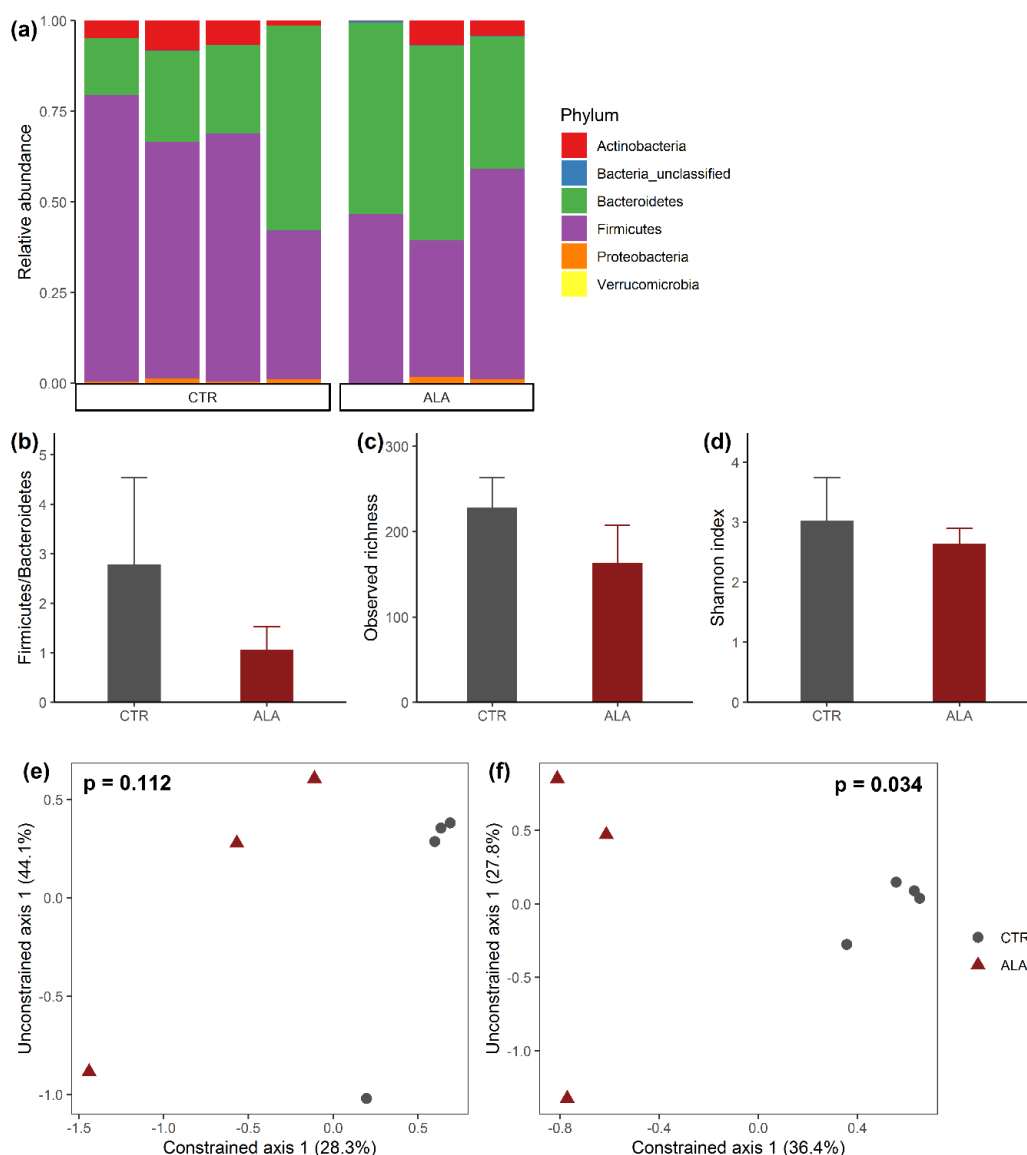 (a)
Relative abundance
1.00
0.75
0.50
0.25
0.00
CTR
ALA
Phylum
Actinobacteria
Bacteria_unclassified
Bacteroidetes
Firmicutes
Proteobacteria
Verrucomicrobia
(b)
Firmicutes/Bacteroidetes
5
4
3
2
1
0
CTR
ALA
(c)
Observed richness
300
200
100
0
CTR
ALA
(d)
Shannon index
4
3
2
1
0
CTR
ALA
(e)
p = 0.112
Unconstrained axis 1 (44.1%)
0.5
0.0
-0.5
-1.0
-1.5
-1.0
-0.5
0.0
0.5
Constrained axis 1 (28.3%)
(f)
p = 0.034
Unconstrained axis 1 (27.8%)
0.5
0.0
-0.5
-1.0
-0.8
-0.4
0.0
0.4
Constrained axis 1 (36.4%)
CTR
ALA